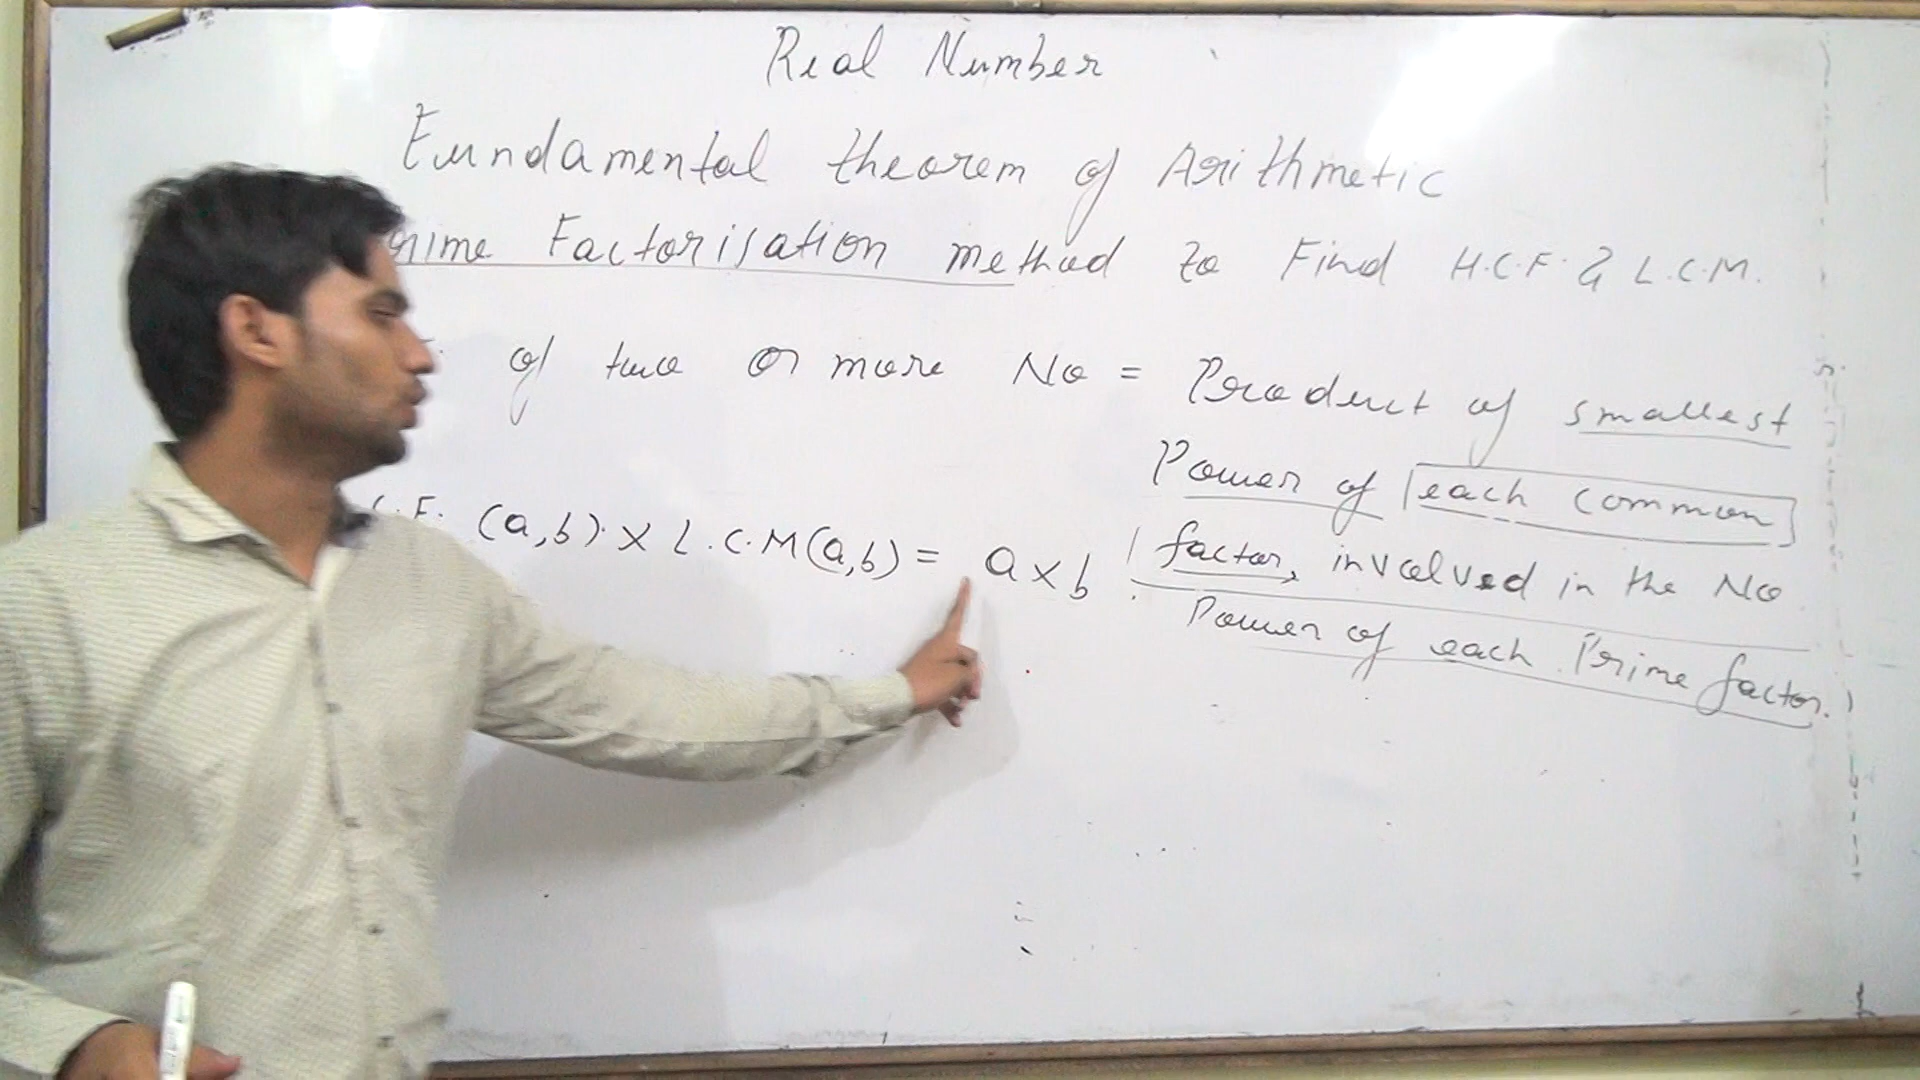 Real Number
Fundamental theorem of Arithmetic
rime Factorisation method to Find H.C.F. & L.C.M.
of two or more No = Product of smallest
Power of each common
factor, involved in the No
.F. (a,b) x L.C.M(a,b) = a x b
Power of each Prime factor.